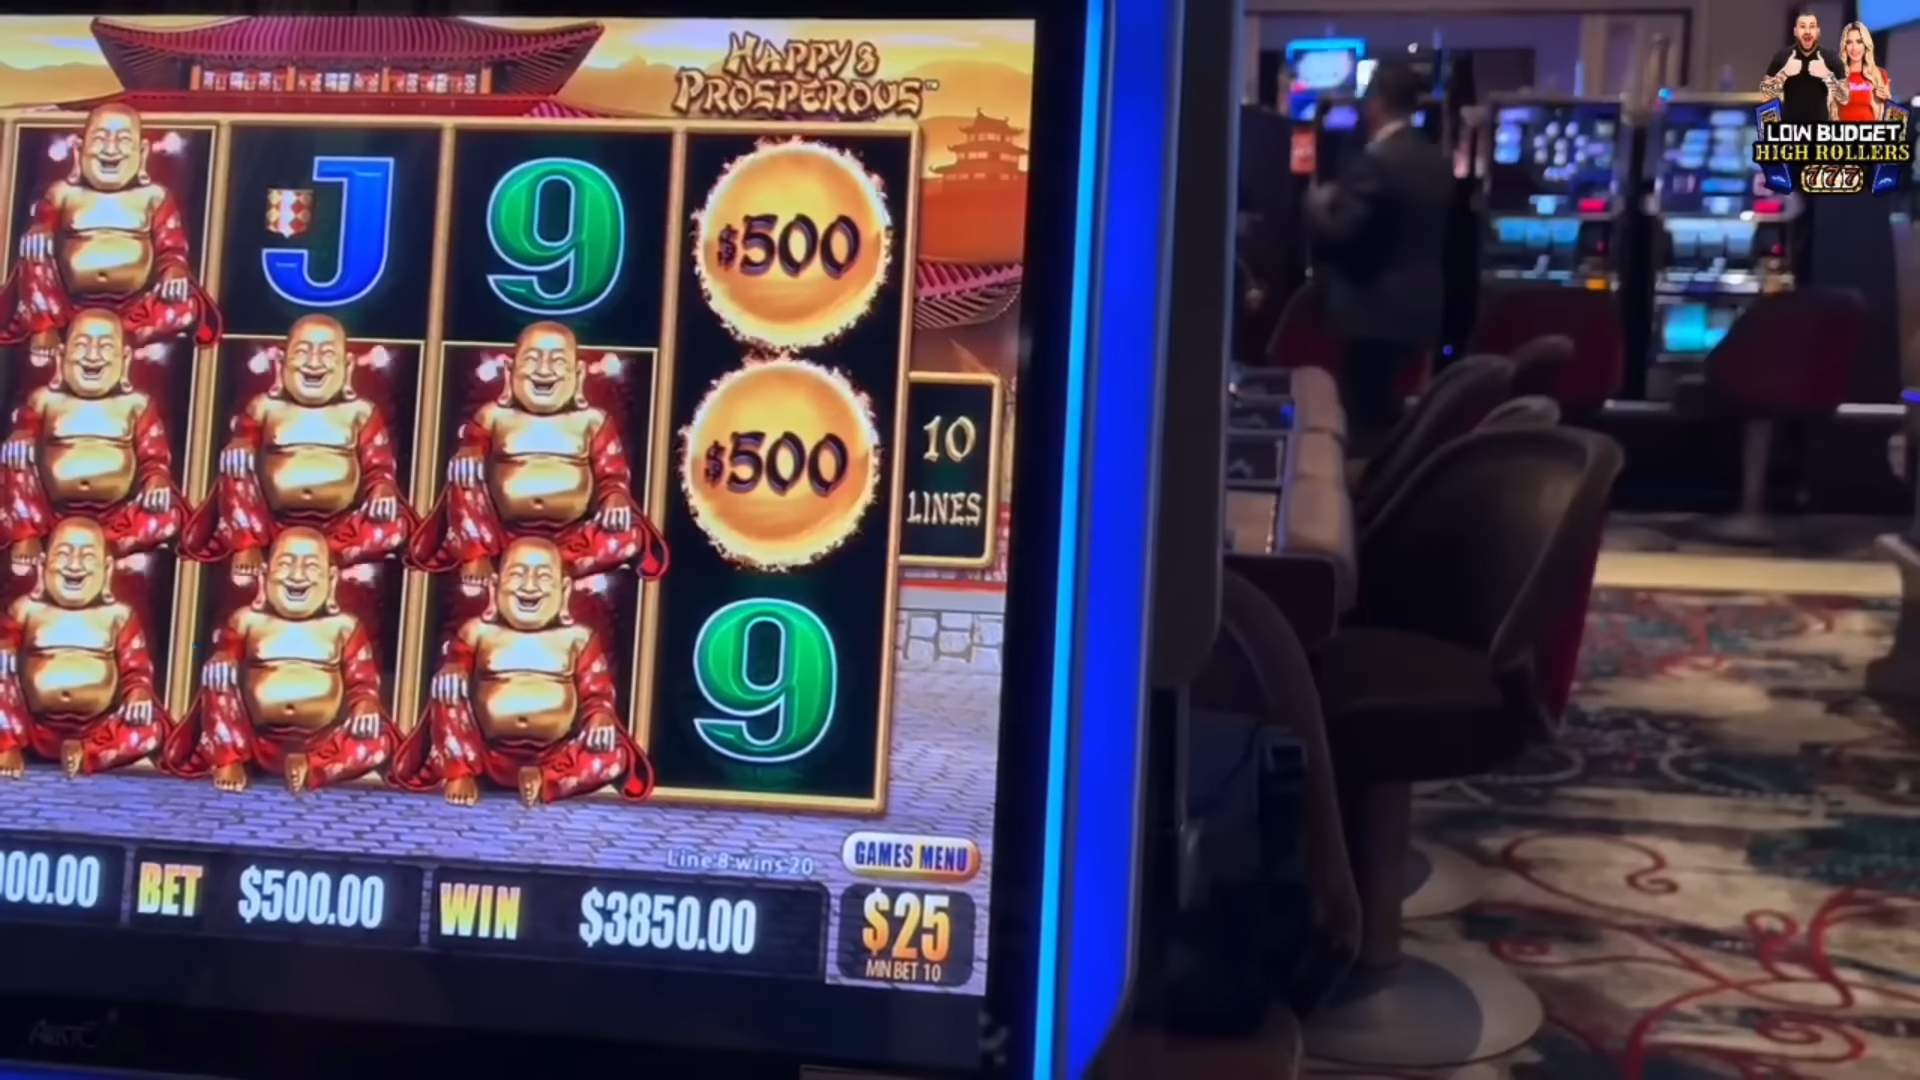 HAPPY &
PROSPEROUS™
LOW BUDGET
HIGH ROLLERS
777
J
9
$500
$500
10
LINES
9
Line 8 wins 20
GAMES MENU
00.00
BET
$500.00
WIN
$3850.00
$25
MIN BET 10